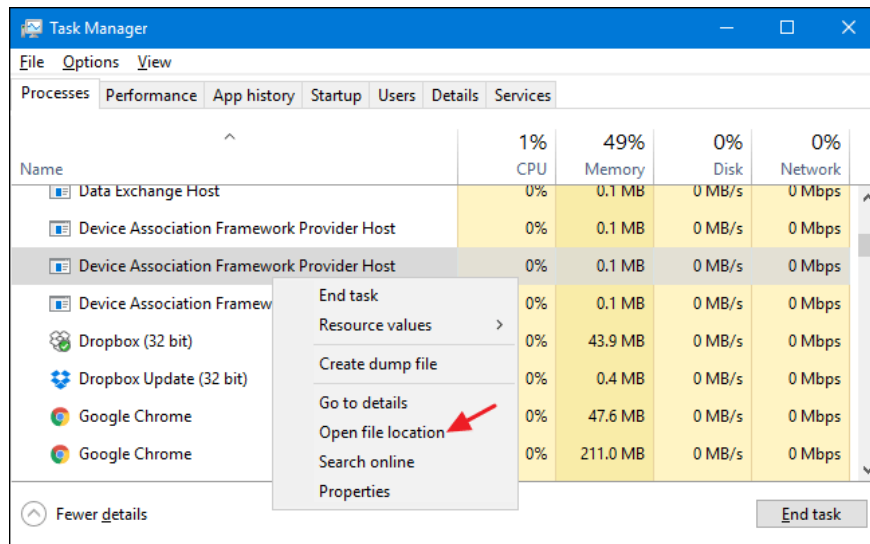 Task Manager
File Options View
Processes Performance App history Startup Users Details Services
1% 49% 0% 0%
Name CPU Memory Disk Network
Data Exchange Host 0% 0.1 MB 0 MB/s 0 Mbps
Device Association Framework Provider Host 0% 0.1 MB 0 MB/s 0 Mbps
Device Association Framework Provider Host 0% 0.1 MB 0 MB/s 0 Mbps
Device Association Framew 0% 0.1 MB 0 MB/s 0 Mbps
Dropbox (32 bit) 0% 43.9 MB 0 MB/s 0 Mbps
Dropbox Update (32 bit) 0% 0.4 MB 0 MB/s 0 Mbps
Google Chrome 0% 47.6 MB 0 MB/s 0 Mbps
Google Chrome 0% 211.0 MB 0 MB/s 0 Mbps
End task
Resource values
Create dump file
Go to details
Open file location
Search online
Properties
Fewer details End task